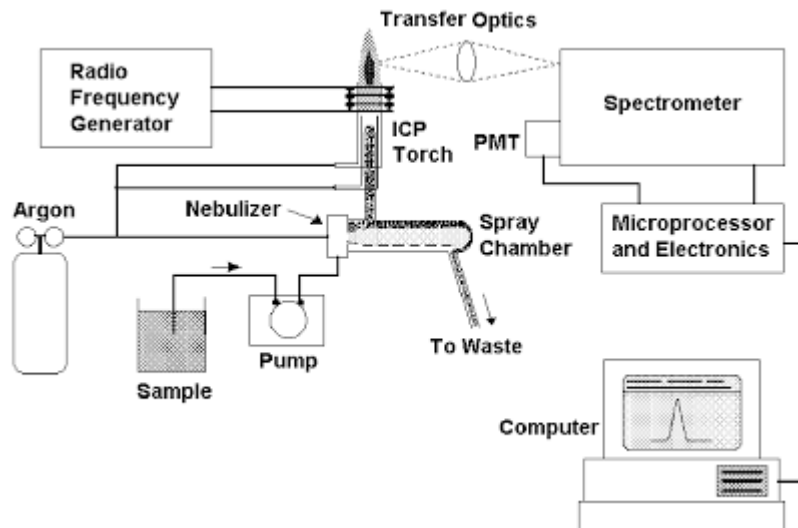 Transfer Optics
Radio
Frequency
Generator
Spectrometer
ICP
Torch
PMT
Argon
Nebulizer
Spray
Chamber
Microprocessor
and Electronics
Pump
To Waste
Sample
Computer